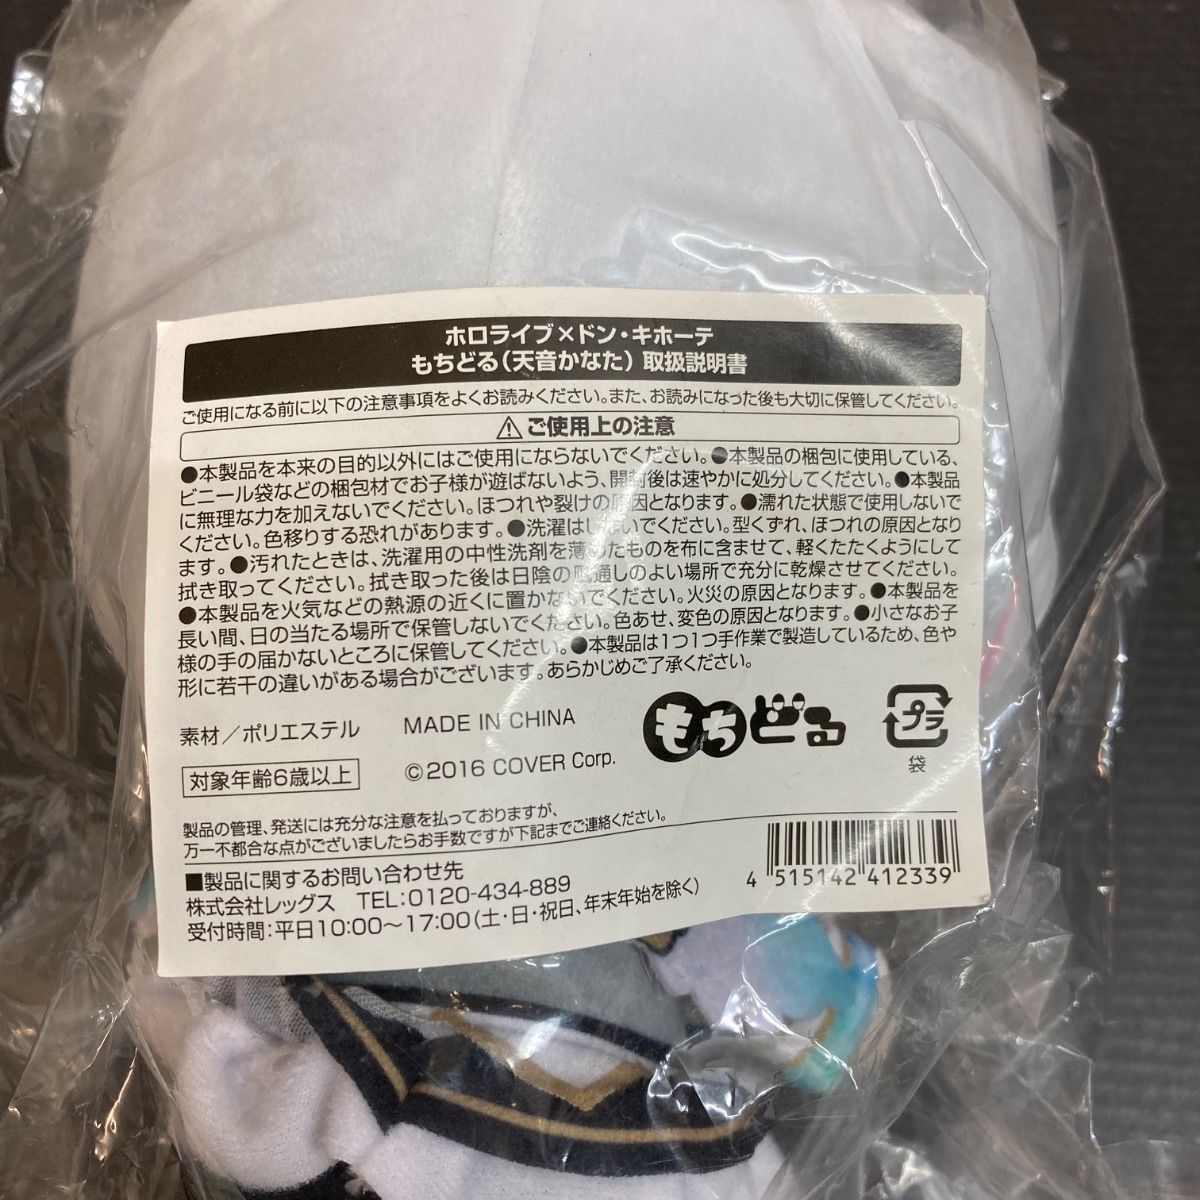 ホロライブ×ドン・キホーテ
もちどる(天音かなた)取扱説明書
ご使用になる前に以下の注意事項をよくお読みください。また、お読みになった後も大切に保管してください。
⚠ご使用上の注意
●本製品を本来の目的以外にはご使用にならないでください。●本製品の梱包に使用している、
ビニール袋などの梱包材でお子様が遊ばないよう、開封後は速やかに処分してください。●本製品
に無理な力を加えないでください。ほつれや裂けの原因となります。●濡れた状態で使用しないで
ください。色移りする恐れがあります。●洗濯はしないでください。型くずれ、ほつれの原因となり
ます。●汚れたときは、洗濯用の中性洗剤を薄めたものを布に含ませて、軽くたたくようにして
拭き取ってください。拭き取った後は日陰の風通しのよい場所で充分に乾燥させてください。
●本製品を火気などの熱源の近くに置かないでください。火災の原因となります。●本製品を
長い間、日の当たる場所で保管しないでください。色あせ、変色の原因となります。●小さなお子
様の手の届かないところに保管してください。●本製品は1つ1つ手作業で製造しているため、色や
形に若干の違いがある場合がございます。あらかじめご了承ください。
素材/ポリエステル MADE IN CHINA
対象年齢6歳以上 ©2016 COVER Corp.
もちどる
プラ
袋
製品の管理、発送には充分な注意を払っておりますが、
万一不都合な点がございましたらお手数ですが下記までご連絡ください。
■製品に関するお問い合わせ先
株式会社レッグス TEL:0120-434-889
受付時間:平日10:00〜17:00(土・日・祝日、年末年始を除く)
4 515142 412339